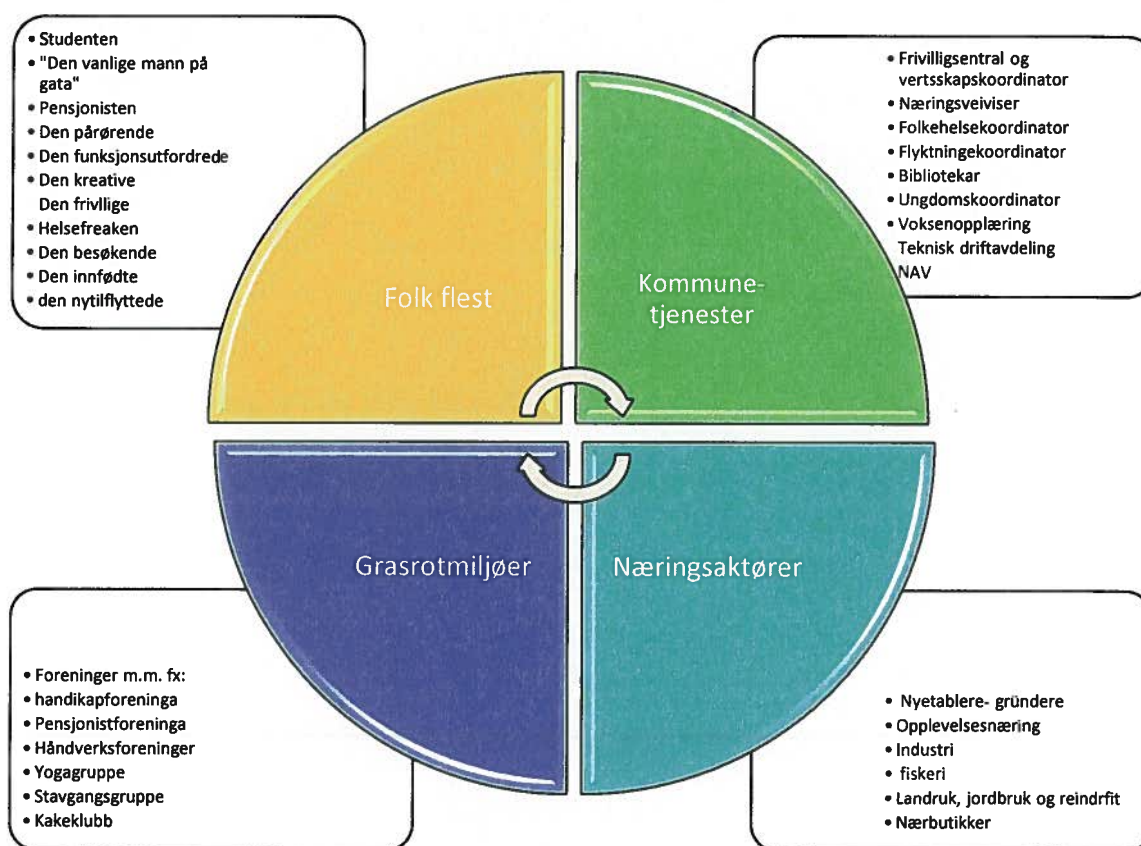 • Studenten
• "Den vanlige mann på
gata"
• Pensjonisten
• Den pårørende
• Den funksjonsutfordrede
• Den kreative
Den frivllige
• Helsefreaken
• Den besøkende
• Den innfødte
• den nytilflyttede
• Frivilligsentral og
vertsskapskoordinator
• Næringsveiviser
• Folkehelsekoordinator
• Flyktningekoordinator
• Bibliotekar
• Ungdomskoordinator
• Voksenopplæring
Teknisk driftavdeling
NAV
Folk flest
Kommune-
tjenester
Grasrotmiljøer
Næringsaktører
• Foreninger m.m. fx:
• handikapforeninga
• Pensjonistforeninga
• Håndverksforeninger
• Yogagruppe
• Stavgangsgruppe
• Kakeklubb
• Nyetablere- gründere
• Opplevelsesnæring
• Industri
• fiskeri
• Landruk, jordbruk og reindrfit
• Nærbutikker